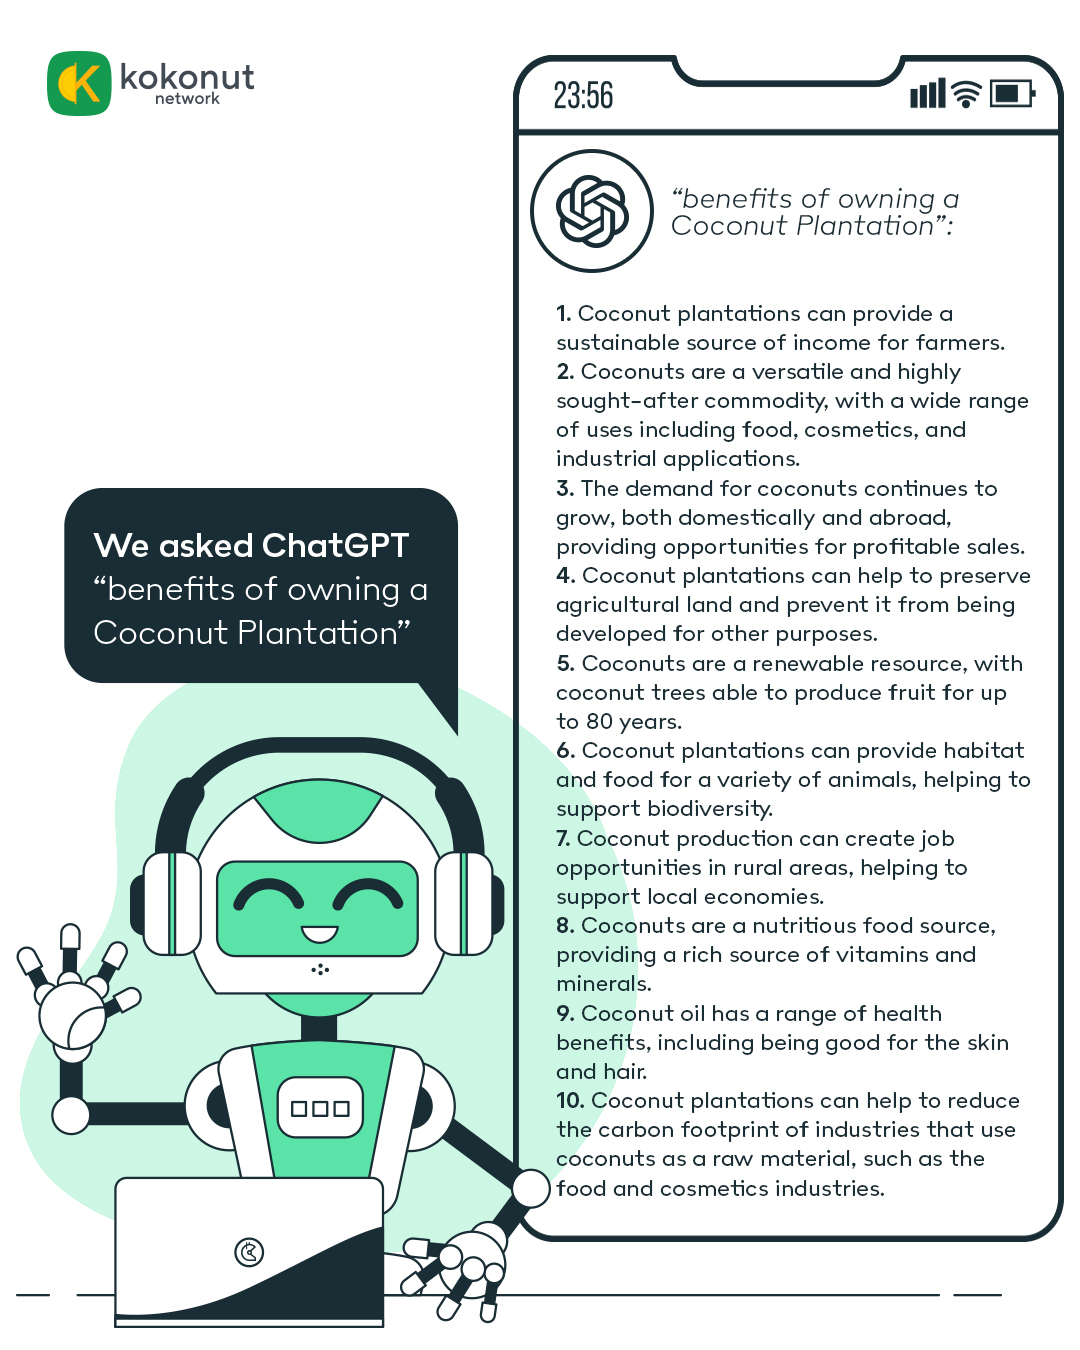 kokonut
network
23:56
“benefits of owning a
Coconut Plantation”:
1. Coconut plantations can provide a
sustainable source of income for farmers.
2. Coconuts are a versatile and highly
sought-after commodity, with a wide range
of uses including food, cosmetics, and
industrial applications.
3. The demand for coconuts continues to
grow, both domestically and abroad,
providing opportunities for profitable sales.
4. Coconut plantations can help to preserve
agricultural land and prevent it from being
developed for other purposes.
5. Coconuts are a renewable resource, with
coconut trees able to produce fruit for up
to 80 years.
6. Coconut plantations can provide habitat
and food for a variety of animals, helping to
support biodiversity.
7. Coconut production can create job
opportunities in rural areas, helping to
support local economies.
8. Coconuts are a nutritious food source,
providing a rich source of vitamins and
minerals.
9. Coconut oil has a range of health
benefits, including being good for the skin
and hair.
10. Coconut plantations can help to reduce
the carbon footprint of industries that use
coconuts as a raw material, such as the
food and cosmetics industries.
We asked ChatGPT
“benefits of owning a
Coconut Plantation”